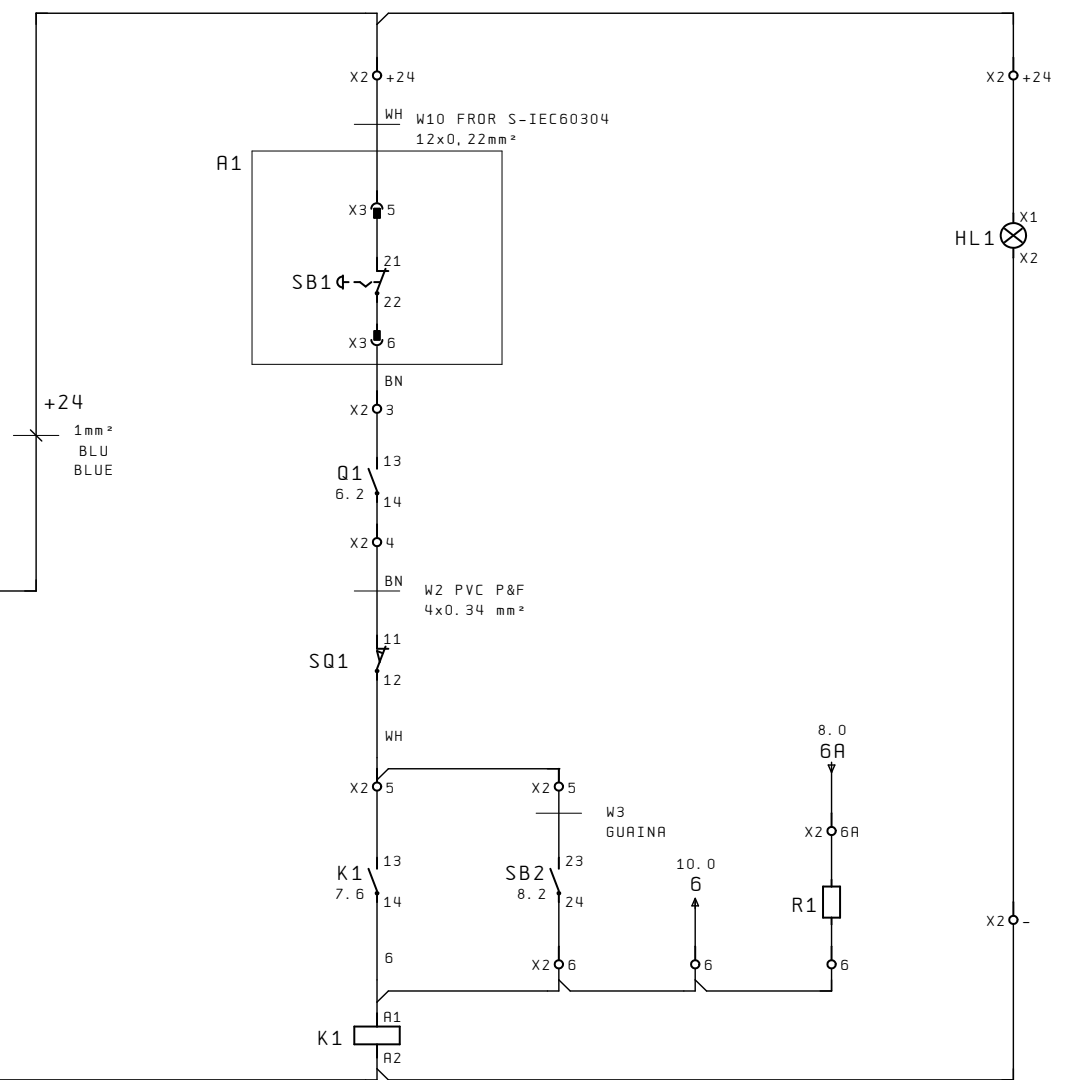 X2 +24
X2 +24
WH W10 FROR S-IEC60304
12x0,22mm²
A1
X3 5
X1
HL1
X2
21
SB1
22
X3 6
BN
+24
X2 3
1mm²
BLU
BLUE
13
Q1
6.2
14
X2 4
BN W2 PVC P&F
4x0.34 mm²
11
SQ1
12
WH
8.0
6A
X2 5
X2 5
W3
GUAINA
X2 6A
13
K1
7.6
14
23
SB2
8.2
24
10.0
6
R1
X2 -
6
X2 6
6
6
A1
K1
A2